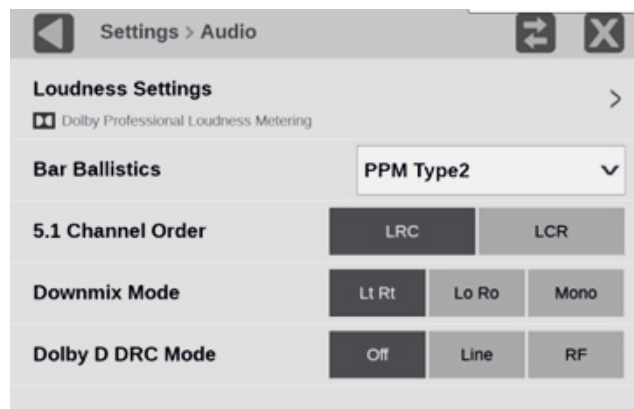 Settings > Audio
Loudness Settings
>
Dolby Professional Loudness Metering
Bar Ballistics PPM Type2
5.1 Channel Order LRC LCR
Downmix Mode Lt Rt Lo Ro Mono
Dolby D DRC Mode Off Line RF